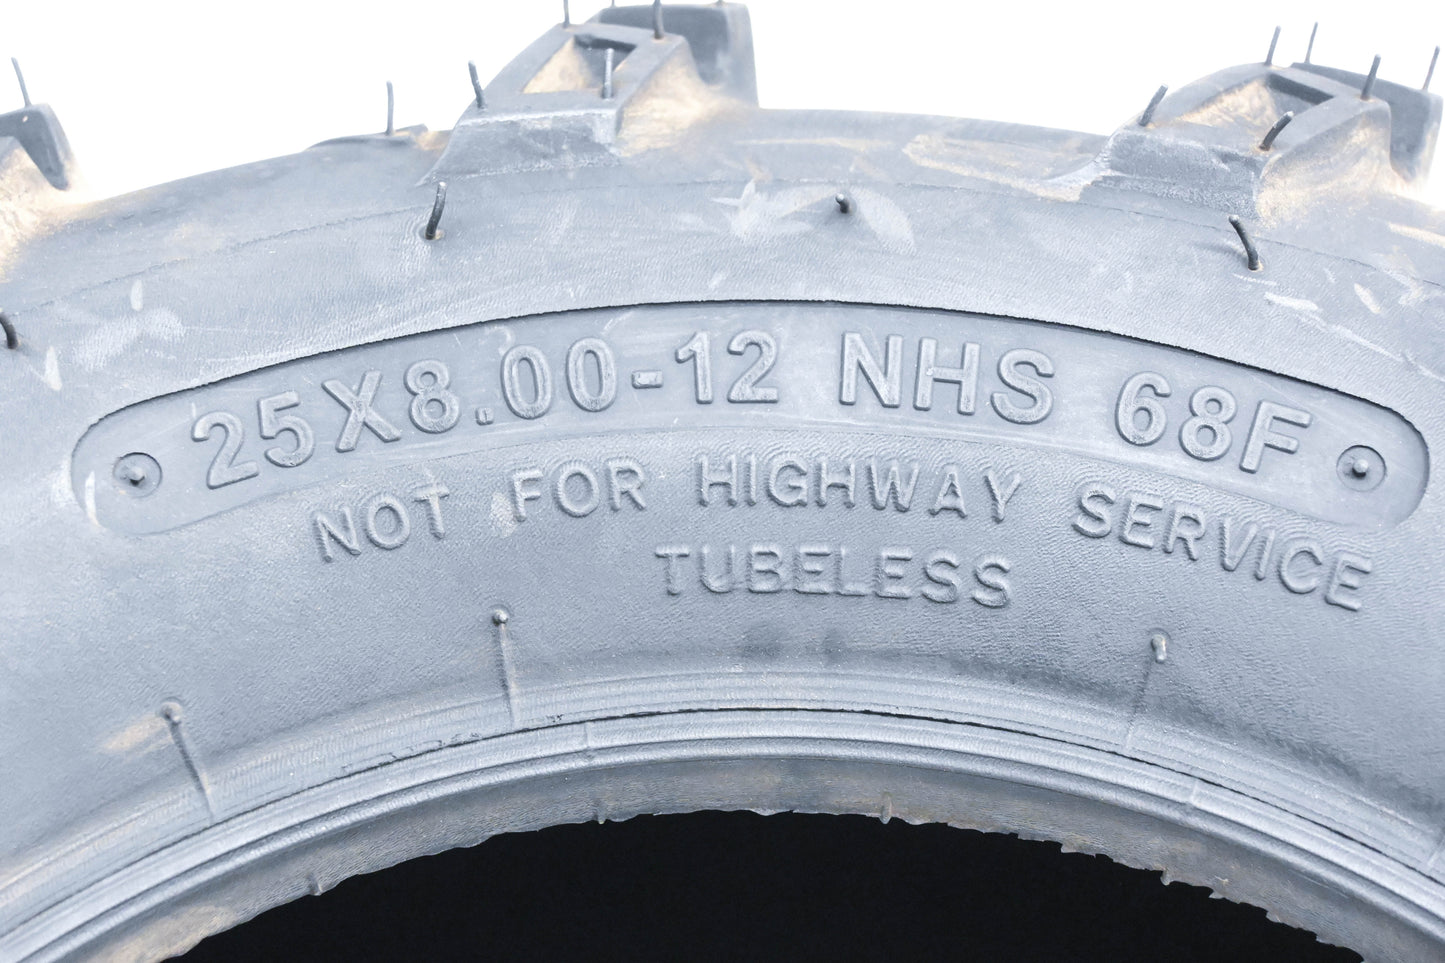 25X8.00-12 NHS 68F
NOT FOR HIGHWAY SERVICE
TUBELESS